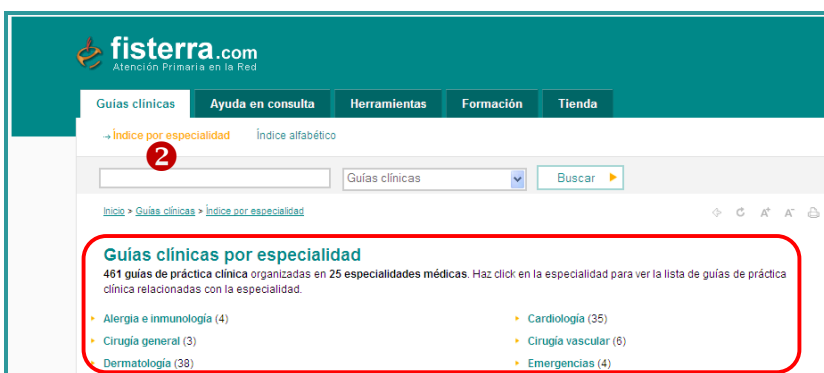 fisterra.com
Atención Primaria en la Red
Guías clínicas Ayuda en consulta Herramientas Formación Tienda
Índice por especialidad Índice alfabético
2
Guías clínicas Buscar
Inicio > Guías clínicas > Índice por especialidad
A+ A-
Guías clínicas por especialidad
461 guías de práctica clínica organizadas en 25 especialidades médicas. Haz click en la especialidad para ver la lista de guías de práctica
clínica relacionadas con la especialidad.
Alergia e inmunología (4) Cardiología (35)
Cirugía general (3) Cirugía vascular (6)
Dermatología (38) Emergencias (4)